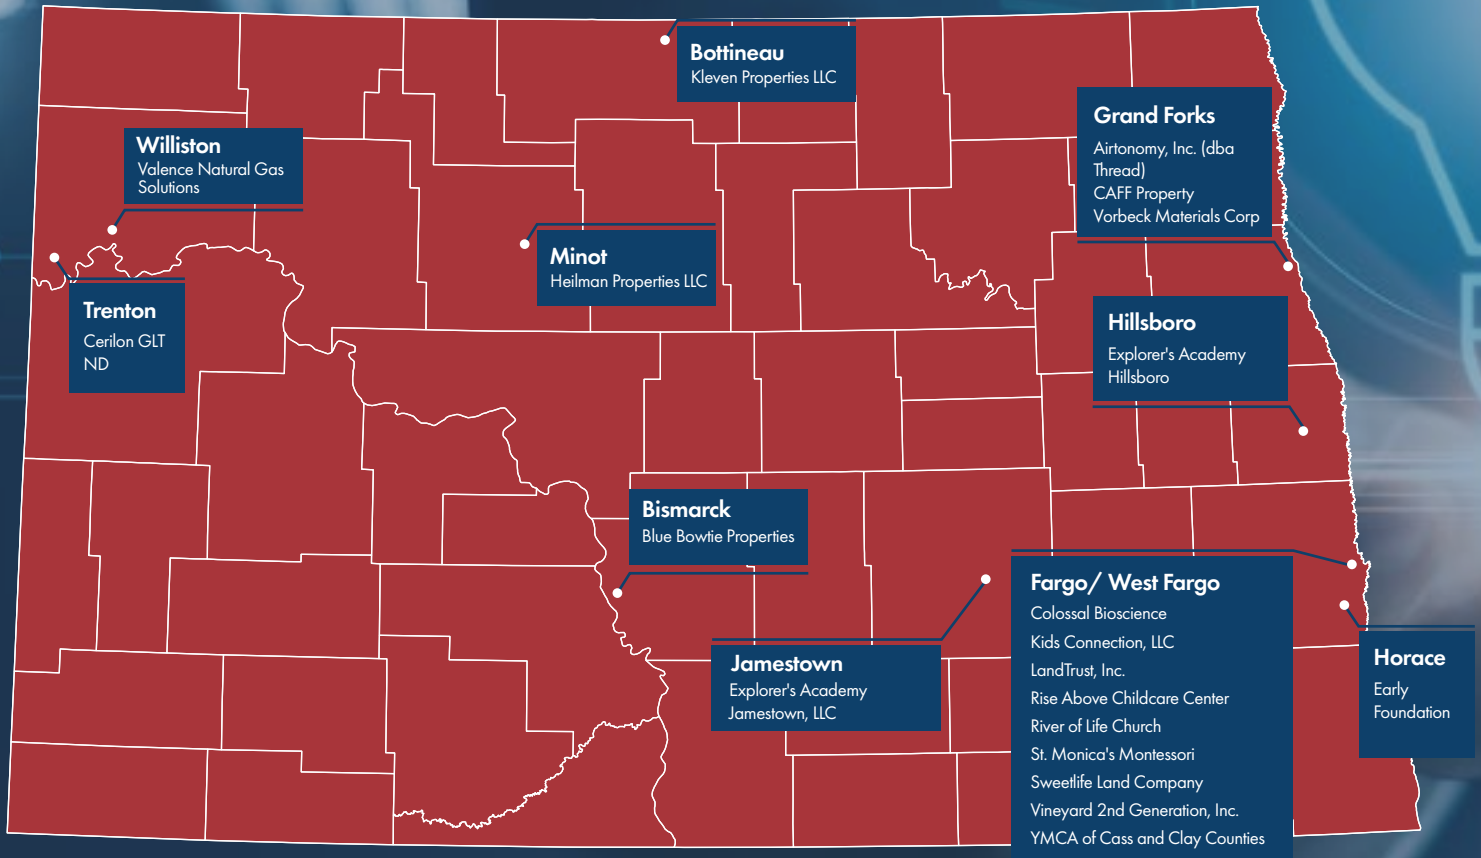 Bottineau
Kleven Properties LLC
Grand Forks
Airtonomy, Inc. (dba
Thread)
CAFF Property
Vorbeck Materials Corp
Williston
Valence Natural Gas
Solutions
Minot
Heilman Properties LLC
Trenton
Cerilon GLT
ND
Hillsboro
Explorer's Academy
Hillsboro
Bismarck
Blue Bowtie Properties
Fargo/ West Fargo
Colossal Bioscience
Kids Connection, LLC
LandTrust, Inc.
Rise Above Childcare Center
River of Life Church
St. Monica's Montessori
Sweetlife Land Company
Vineyard 2nd Generation, Inc.
YMCA of Cass and Clay Counties
Jamestown
Explorer's Academy
Jamestown, LLC
Horace
Early
Foundation